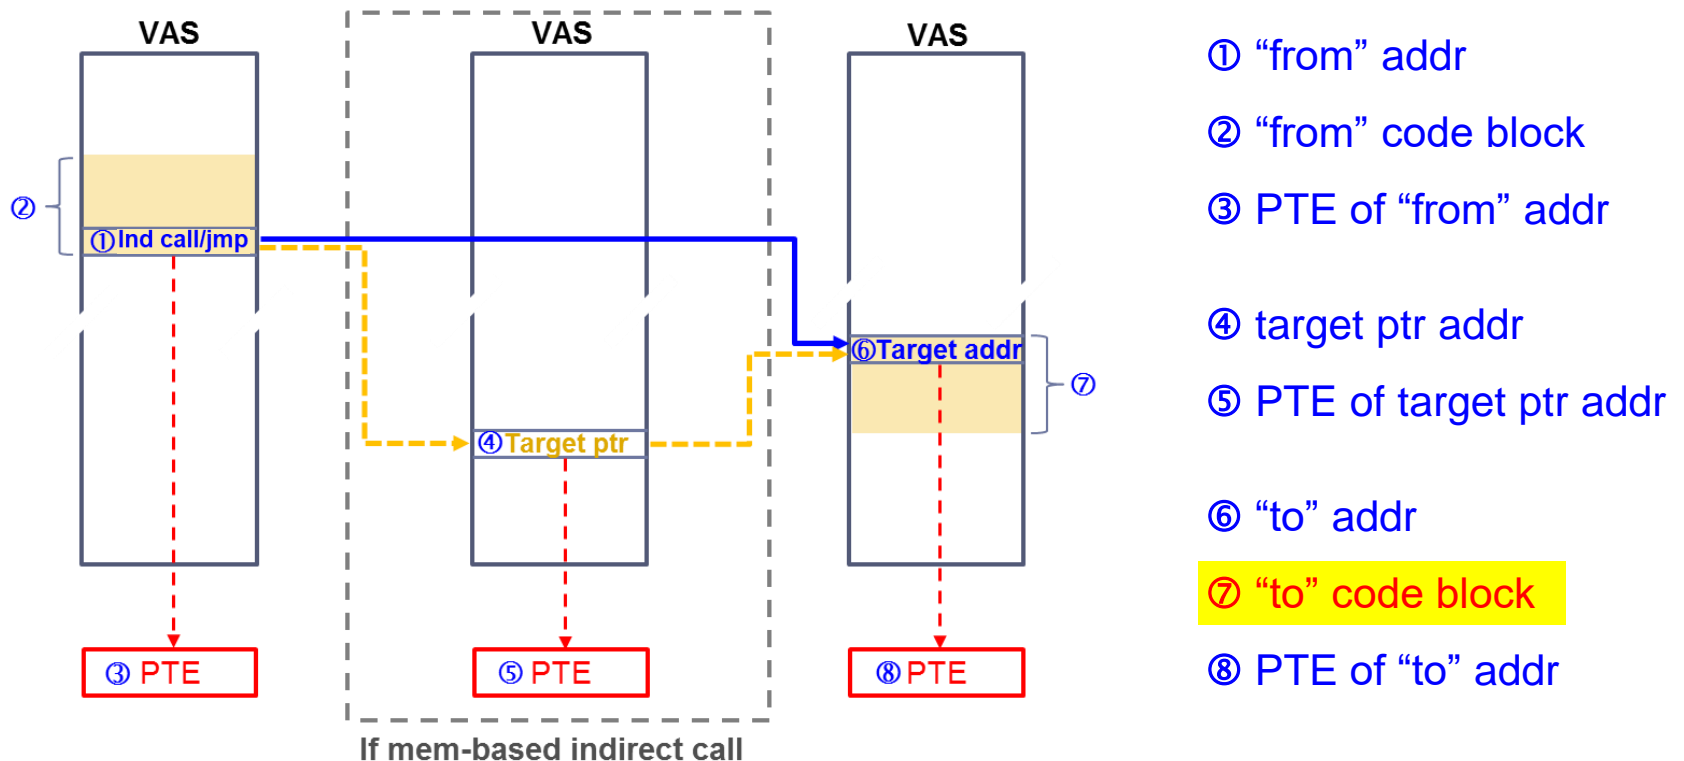 VAS
VAS
VAS
② 
①Ind call/jmp
⑥Target addr
⑦
④Target ptr
③ PTE
⑤ PTE
⑧ PTE
If mem-based indirect call
① “from” addr
② “from” code block
③ PTE of “from” addr
④ target ptr addr
⑤ PTE of target ptr addr
⑥ “to” addr
⑦ “to” code block
⑧ PTE of “to” addr